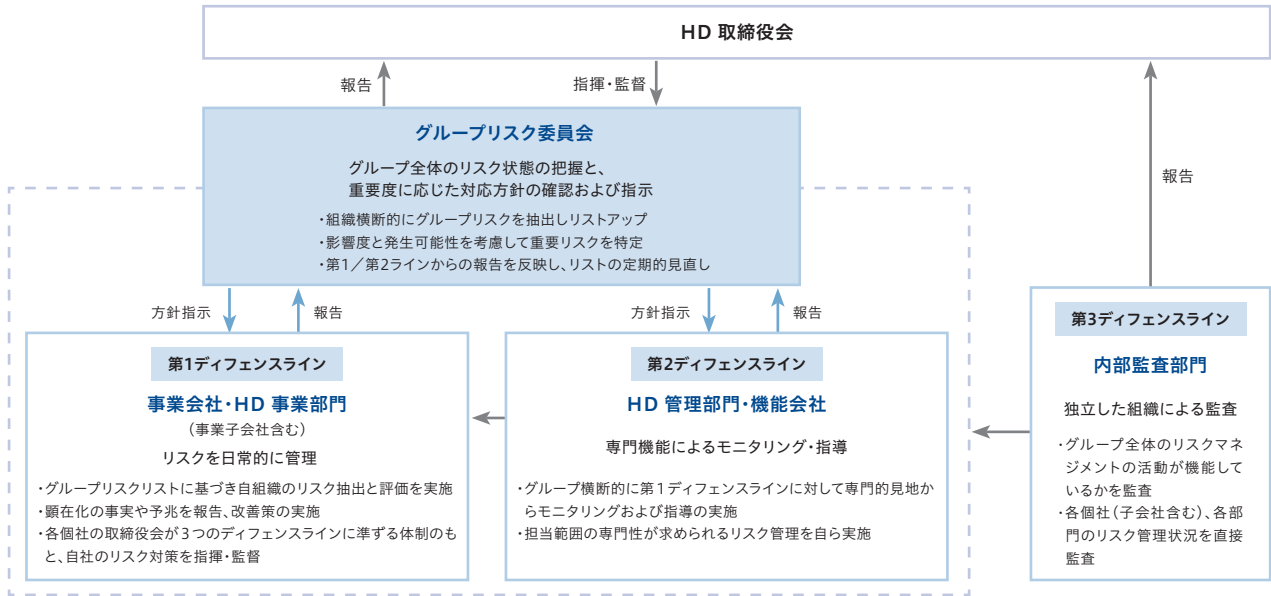 HD 取締役会
報告
指揮・監督
報告
グループリスク委員会
グループ全体のリスク状態の把握と、
重要度に応じた対応方針の確認および指示
・組織横断的にグループリスクを抽出しリストアップ
・影響度と発生可能性を考慮して重要リスクを特定
・第1／第2ラインからの報告を反映し、リストの定期的見直し
方針指示
報告
方針指示
報告
第1ディフェンスライン
事業会社・HD 事業部門
（事業子会社含む）
リスクを日常的に管理
・グループリスクリストに基づき自組織のリスク抽出と評価を実施
・顕在化の事実や予兆を報告、改善策の実施
・各個社の取締役会が３つのディフェンスラインに準ずる体制のも
と、自社のリスク対策を指揮・監督
第2ディフェンスライン
HD 管理部門・機能会社
専門機能によるモニタリング・指導
・グループ横断的に第１ディフェンスラインに対して専門的見地か
らモニタリングおよび指導の実施
・担当範囲の専門性が求められるリスク管理を自ら実施
第3ディフェンスライン
内部監査部門
独立した組織による監査
・グループ全体のリスクマネ
ジメントの活動が機能して
いるかを監査
・各個社（子会社含む）、各部
門のリスク管理状況を直接
監査